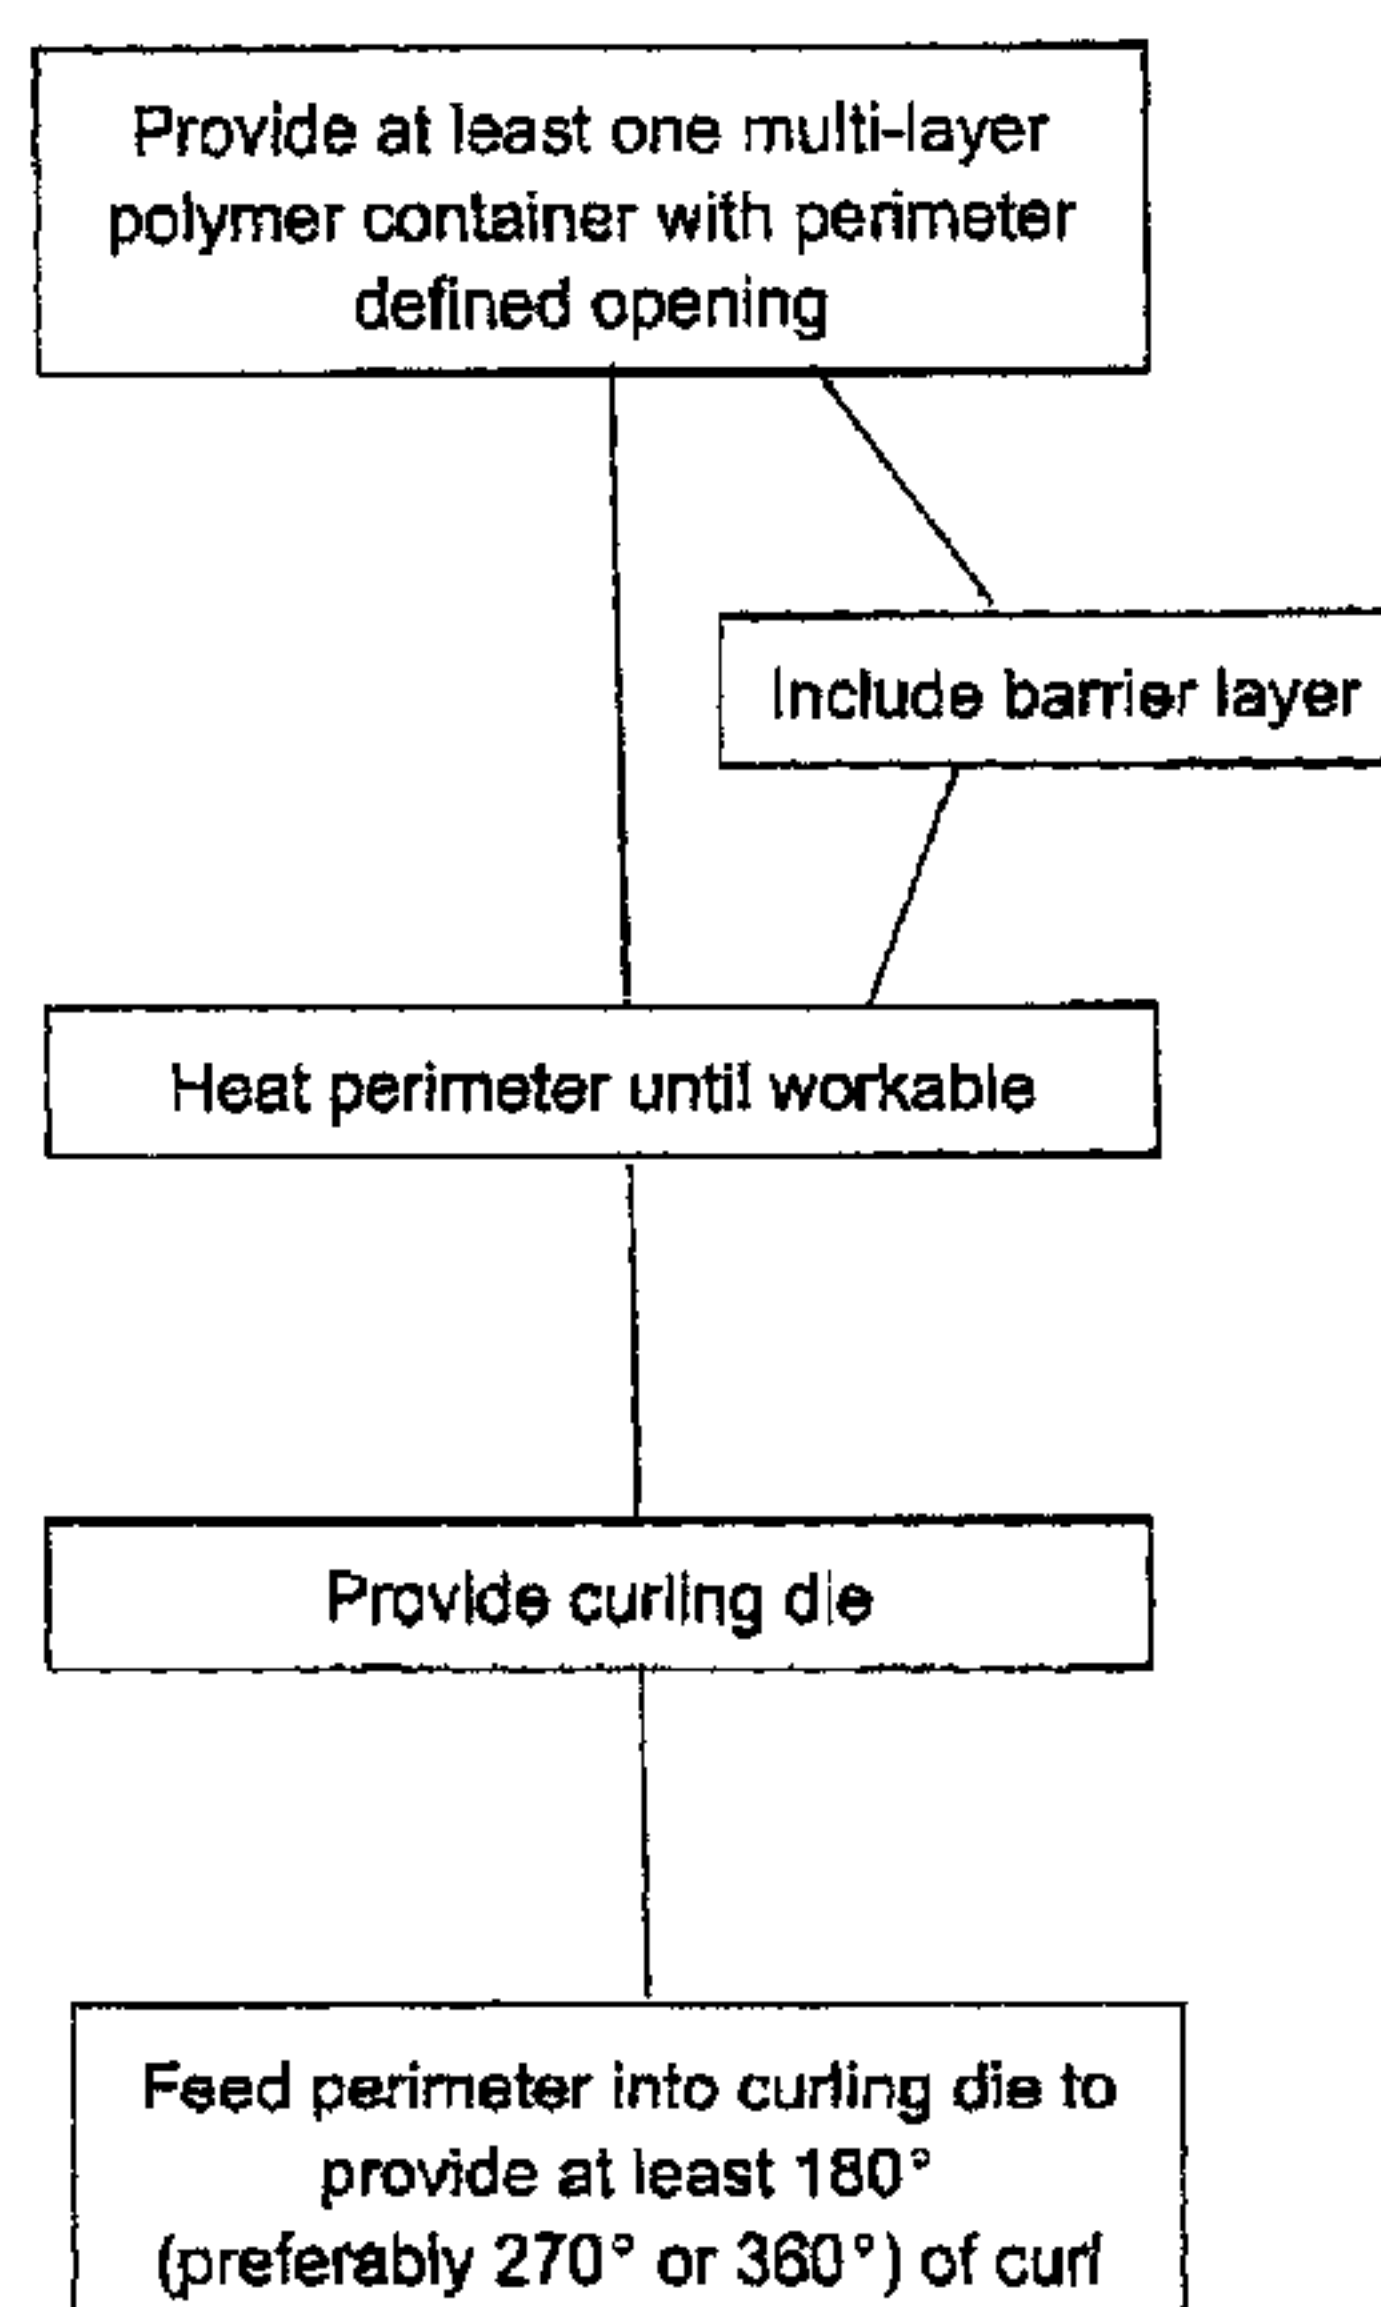 Provide at least one multi-layer
polymer container with perimeter
defined opening
Include barrier layer
Heat perimeter until workable
Provide curling die
Feed perimeter into curling die to
provide at least 180°
(preferably 270° or 360°) of curl